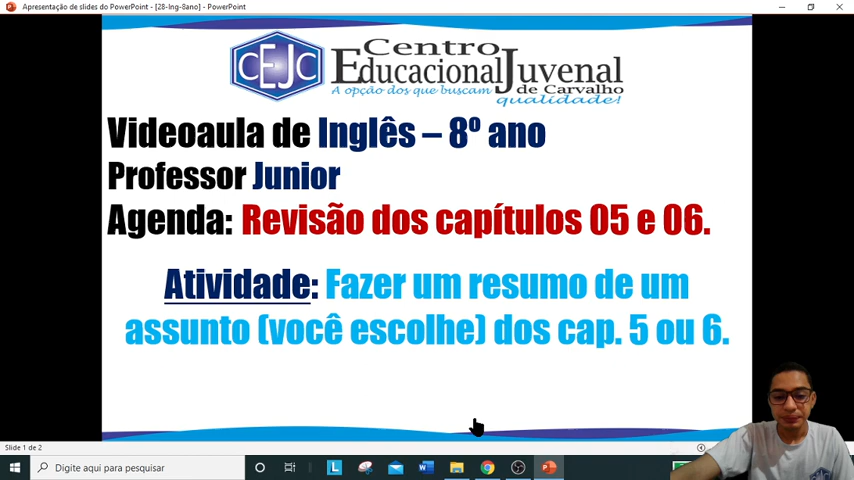 Apresentação de slides do PowerPoint - [28-Ing-8ano] - PowerPoint
CEJC
Centro
Educacional Juvenal
de Carvalho
A opção dos que buscam
qualidade!
Videoaula de Inglês – 8º ano
Professor Junior
Agenda: Revisão dos capítulos 05 e 06.
Atividade: Fazer um resumo de um
assunto (você escolhe) dos cap. 5 ou 6.
Slide 1 de 2
Digite aqui para pesquisar